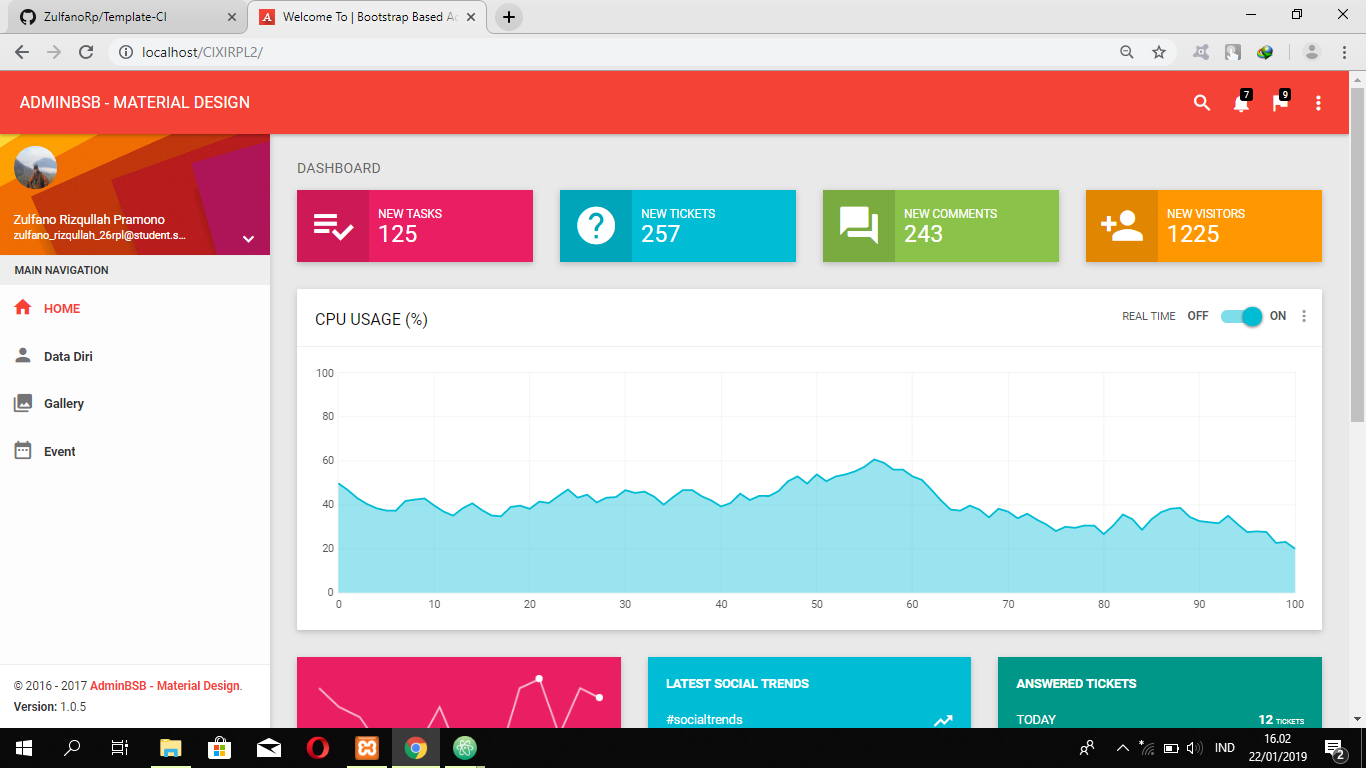 ZulfanoRp/Template-CI
Welcome To | Bootstrap Based Ad
localhost/CIXIRPL2/
ADMINBSB - MATERIAL DESIGN
7
9
Zulfano Rizqullah Pramono
zulfano_rizqullah_26rpl@student.s...
MAIN NAVIGATION
HOME
Data Diri
Gallery
Event
© 2016 - 2017 AdminBSB - Material Design.
Version: 1.0.5
DASHBOARD
NEW TASKS
125
NEW TICKETS
257
NEW COMMENTS
243
NEW VISITORS
1225
CPU USAGE (%)
REAL TIME OFF ON
100
80
60
40
20
0
0 10 20 30 40 50 60 70 80 90 100
LATEST SOCIAL TRENDS
#socialtrends
ANSWERED TICKETS
TODAY 12 TICKETS
IND
16.02
22/01/2019
2